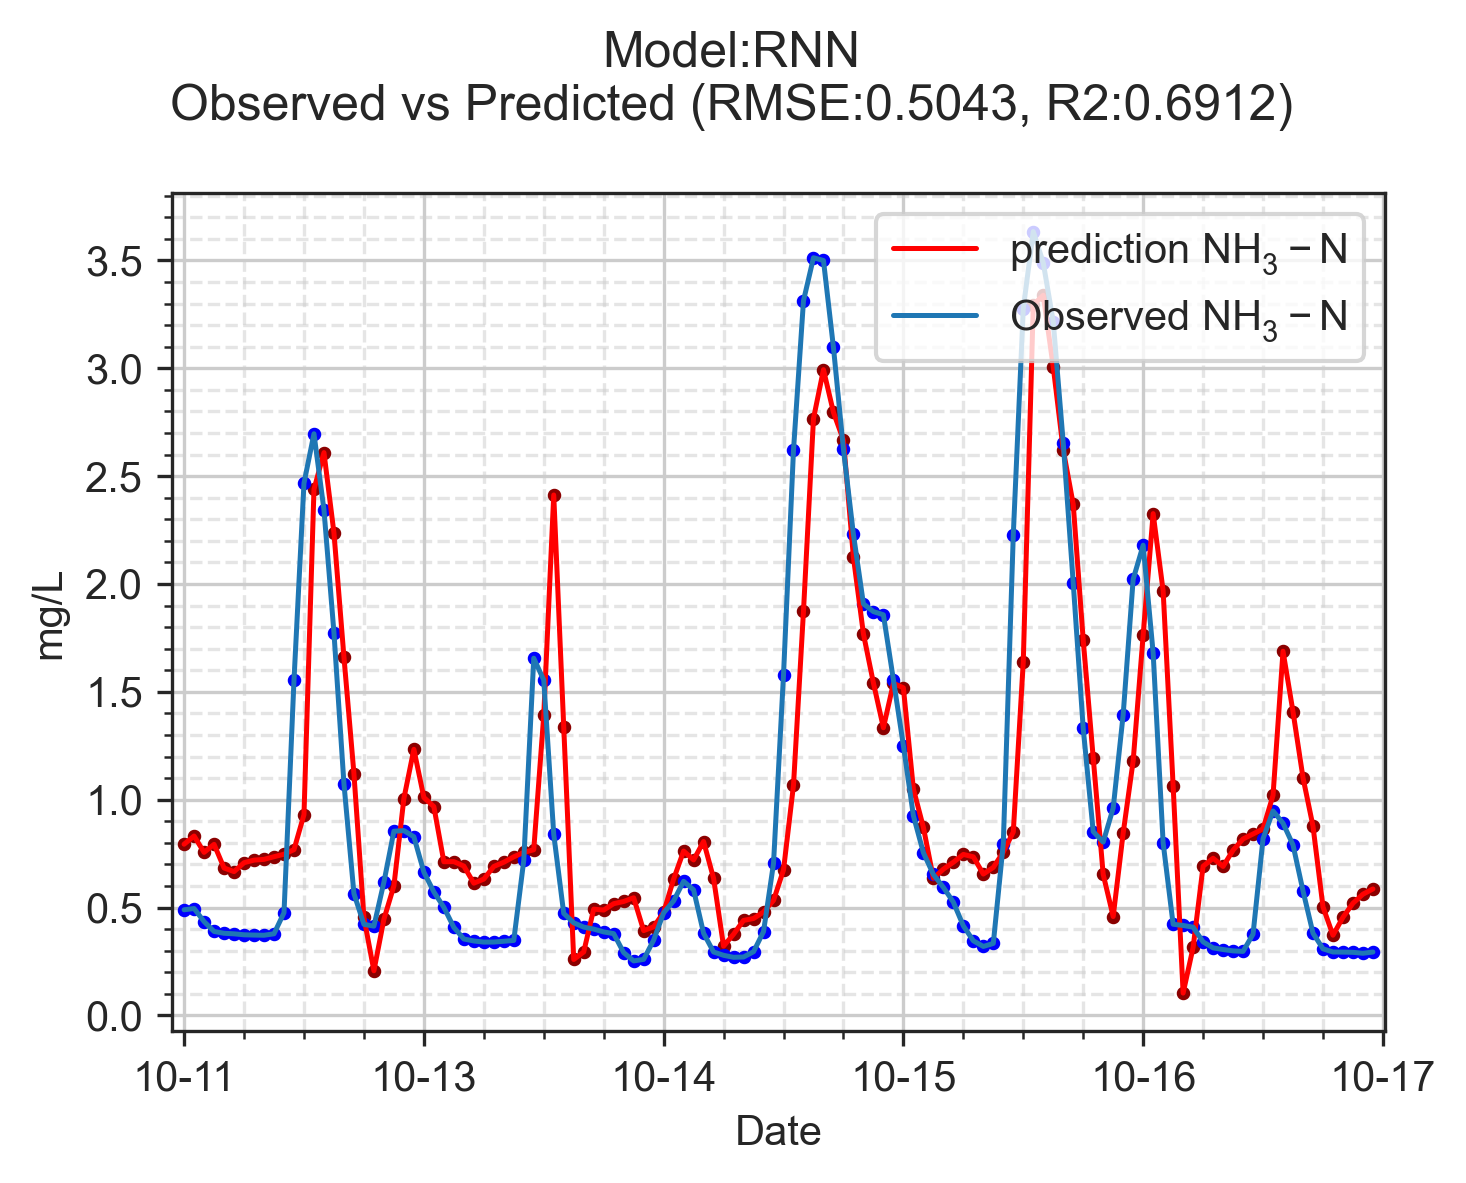 Model:RNN
Observed vs Predicted (RMSE:0.5043, R2:0.6912)
prediction NH₃ − N
Observed NH₃ − N
3.5
3.0
2.5
2.0
1.5
1.0
0.5
0.0
mg/L
10-11 10-13 10-14 10-15 10-16 10-17
Date